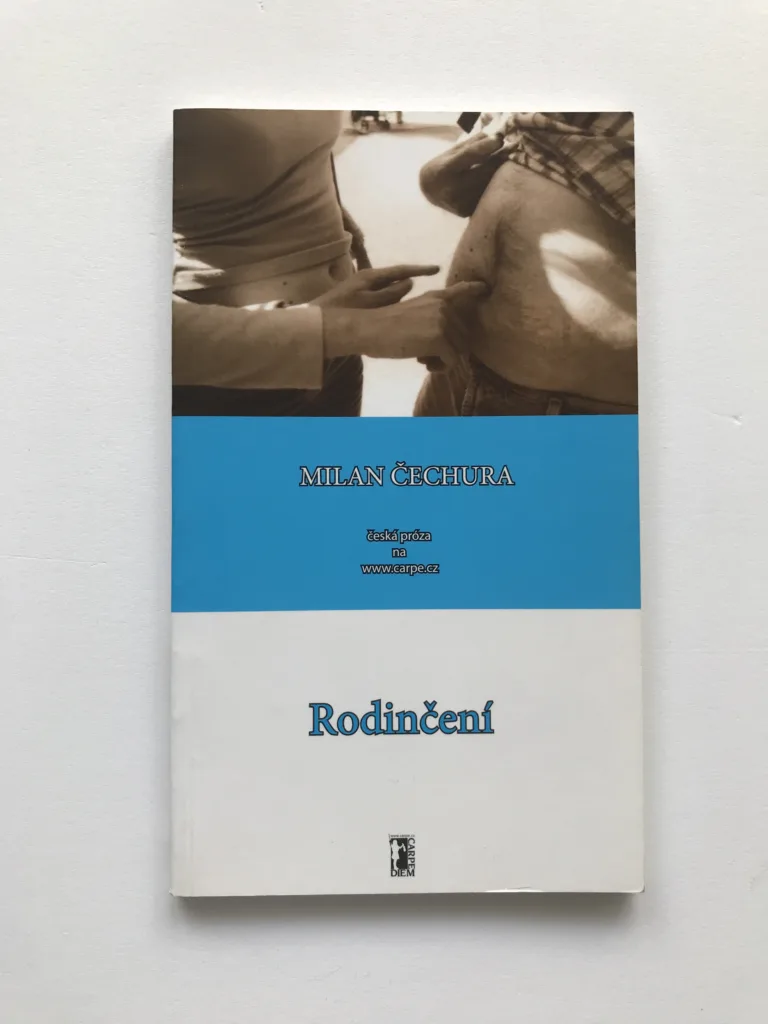 MILAN ČECHURA
česká próza
na
www.carpe.cz
Rodinčení
CARPE
DIEM